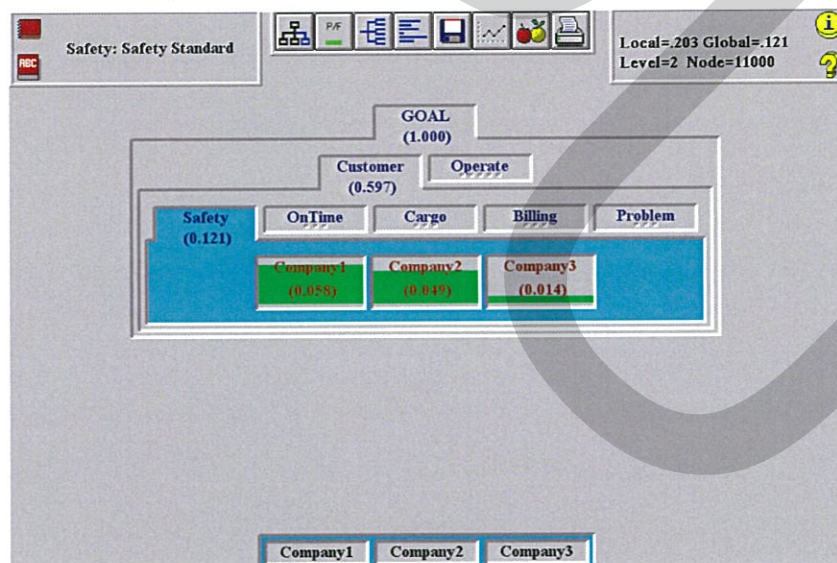 ABC
Safety: Safety Standard
P/F
Local=.203 Global=.121
Level=2 Node=11000
i
?
GOAL
(1.000)
Customer
(0.597)
Operate
Safety
(0.121)
OnTime
Cargo
Billing
Problem
Company1
(0.058)
Company2
(0.049)
Company3
(0.014)
Company1
Company2
Company3